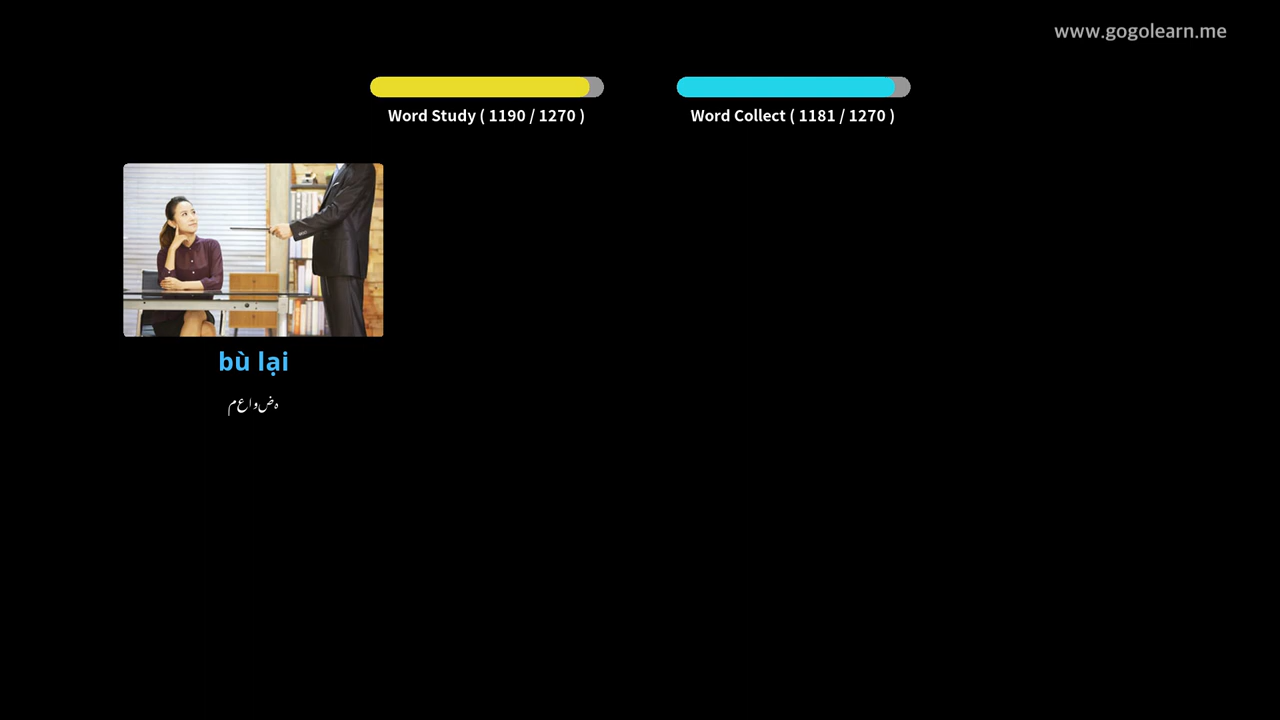 www.gogolearn.me
Word Study ( 1190 / 1270 )
Word Collect ( 1181 / 1270 )
bù lại
معاوضہ